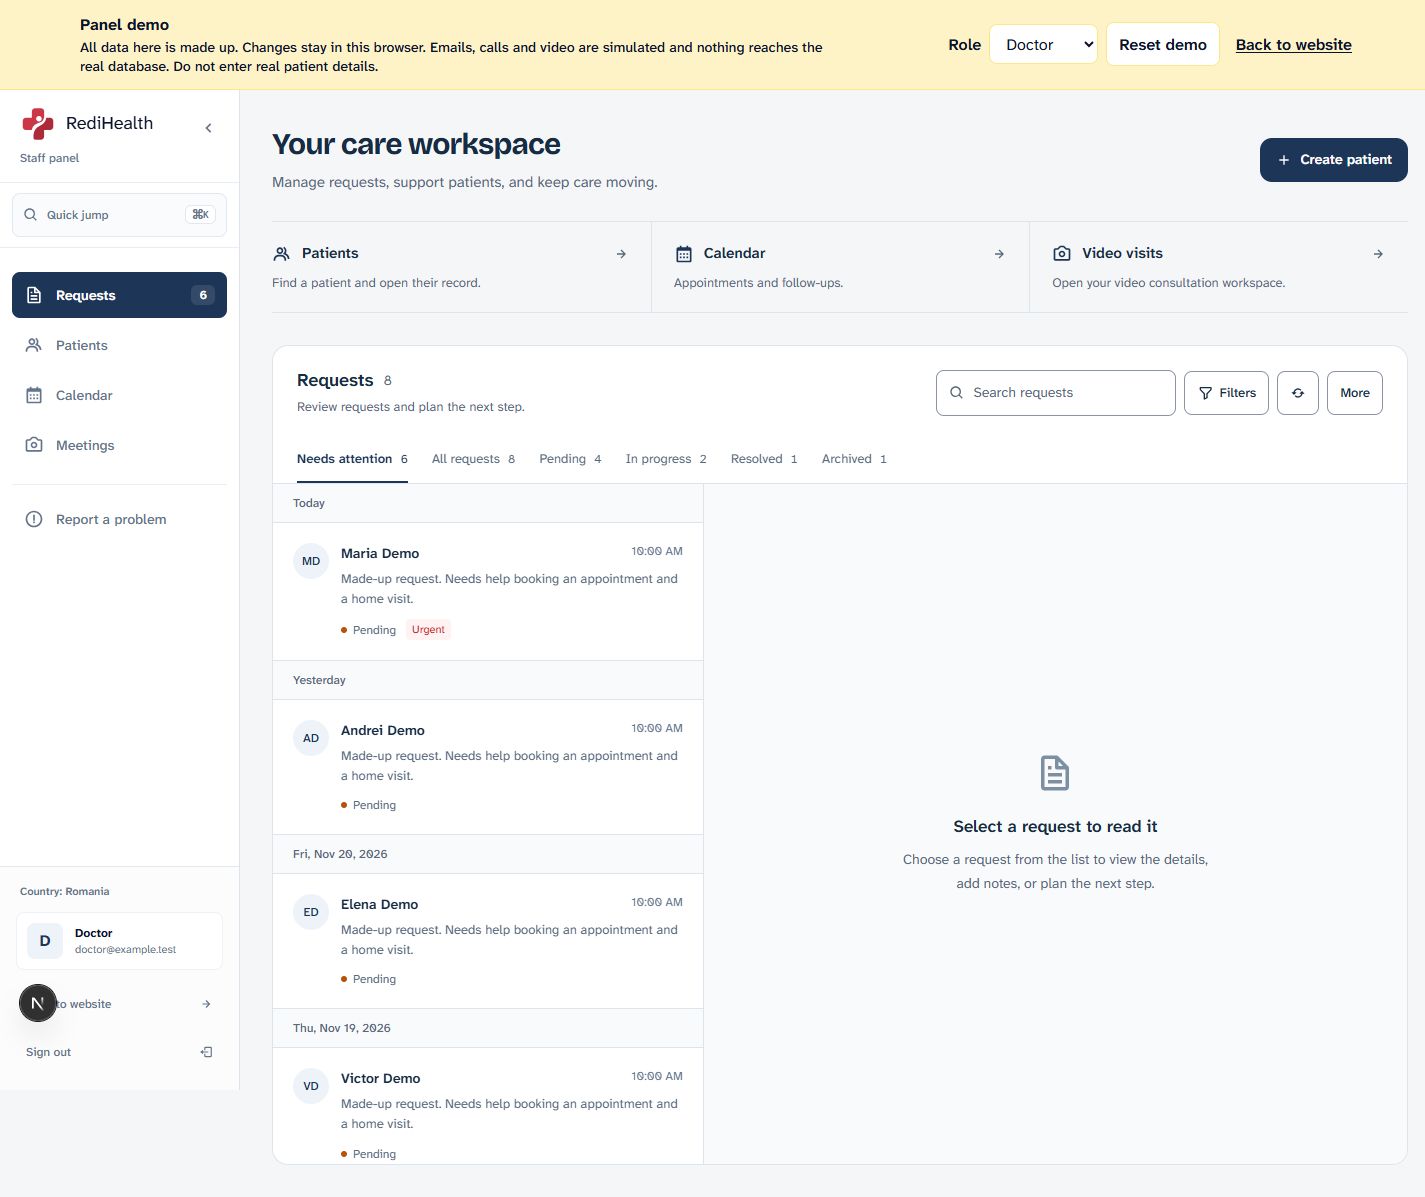 Panel demo
All data here is made up. Changes stay in this browser. Emails, calls and video are simulated and nothing reaches the
real database. Do not enter real patient details.
Role
Doctor
Reset demo
Back to website
RediHealth
Staff panel
Quick jump
⌘K
Requests 6
Patients
Calendar
Meetings
Report a problem
Country: Romania
D
Doctor
doctor@example.test
N
to website
Sign out
Your care workspace
Manage requests, support patients, and keep care moving.
+ Create patient
Patients
Find a patient and open their record.
Calendar
Appointments and follow-ups.
Video visits
Open your video consultation workspace.
Requests 8
Review requests and plan the next step.
Search requests
Filters
More
Needs attention 6
All requests 8
Pending 4
In progress 2
Resolved 1
Archived 1
Today
MD
Maria Demo
10:00 AM
Made-up request. Needs help booking an appointment and
a home visit.
Pending
Urgent
Yesterday
AD
Andrei Demo
10:00 AM
Made-up request. Needs help booking an appointment and
a home visit.
Pending
Fri, Nov 20, 2026
ED
Elena Demo
10:00 AM
Made-up request. Needs help booking an appointment and
a home visit.
Pending
Thu, Nov 19, 2026
VD
Victor Demo
10:00 AM
Made-up request. Needs help booking an appointment and
a home visit.
Pending
Select a request to read it
Choose a request from the list to view the details,
add notes, or plan the next step.